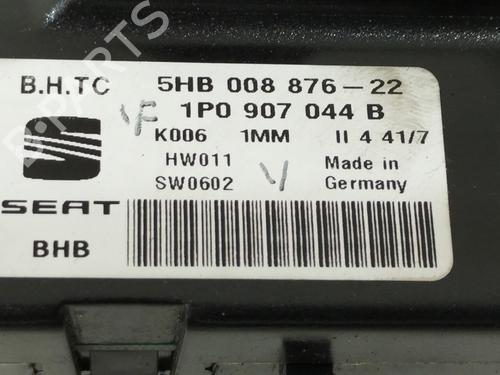 B.H.TC
5HB 008 876-22
1P0 907 044 B
K006 1MM II 4 41/7
HW011 Made in
SW0602 Germany
SEAT
BHB
B-PARTS